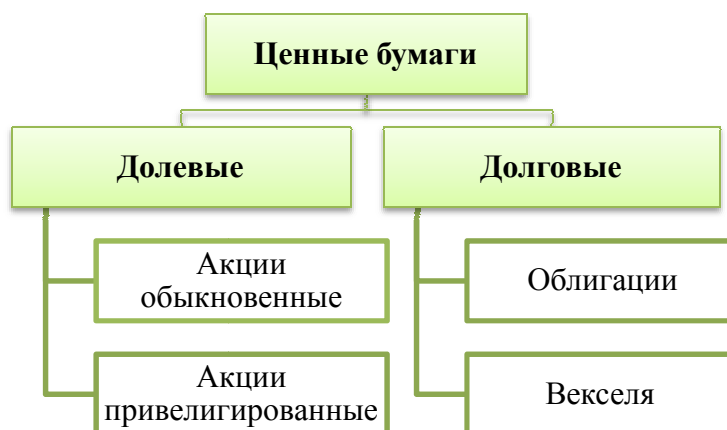 Ценные бумаги
Долевые
Долговые
Акции
обыкновенные
Облигации
Акции
привелигированные
Векселя